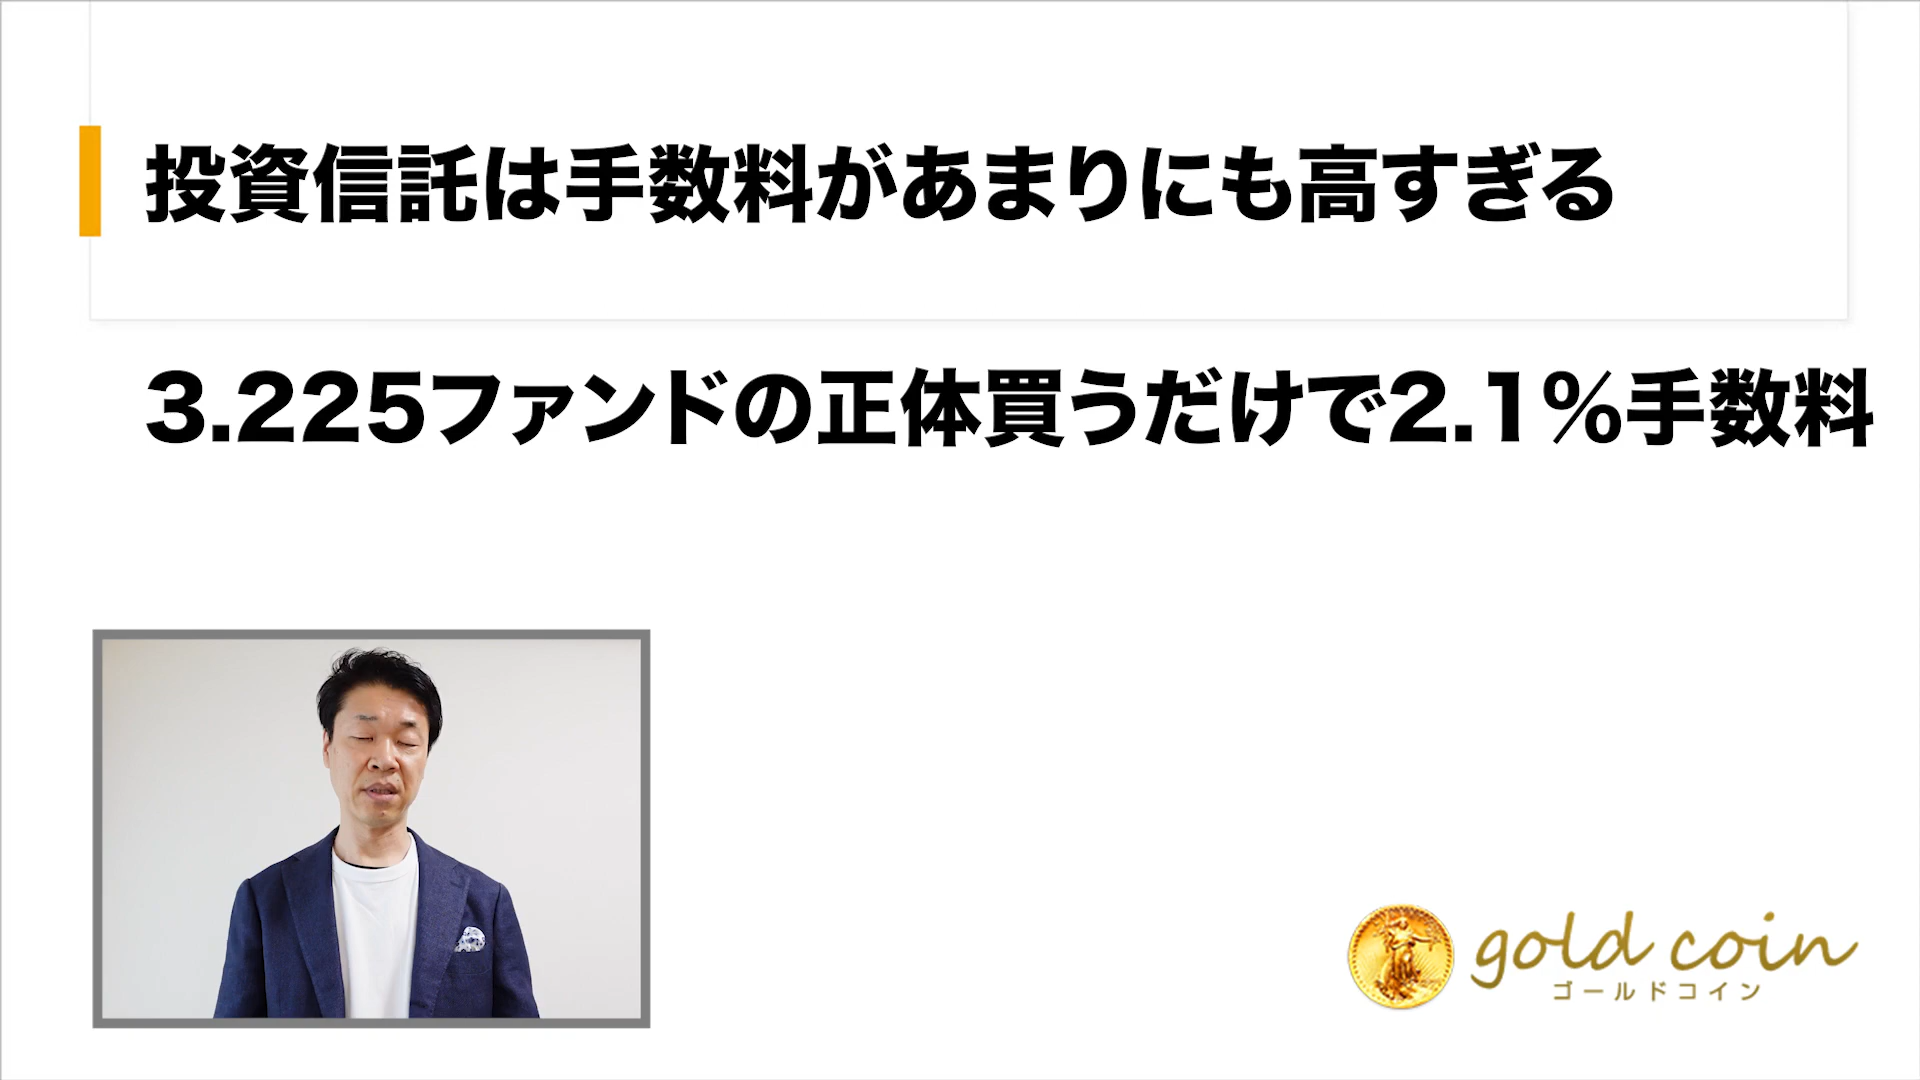 投資信託は手数料があまりにも高すぎる
3.225ファンドの正体買うだけで2.1%手数料
gold coin
ゴールドコイン